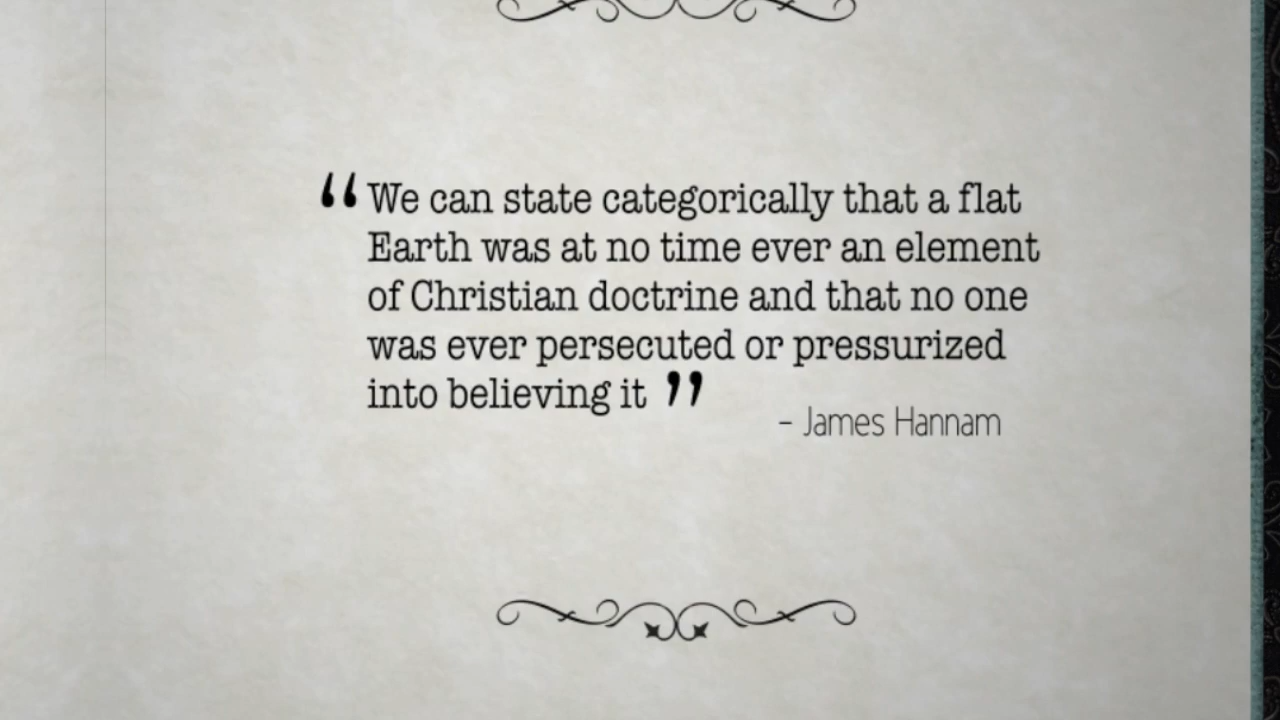 “We can state categorically that a flat
Earth was at no time ever an element
of Christian doctrine and that no one
was ever persecuted or pressurized
into believing it”
– James Hannam